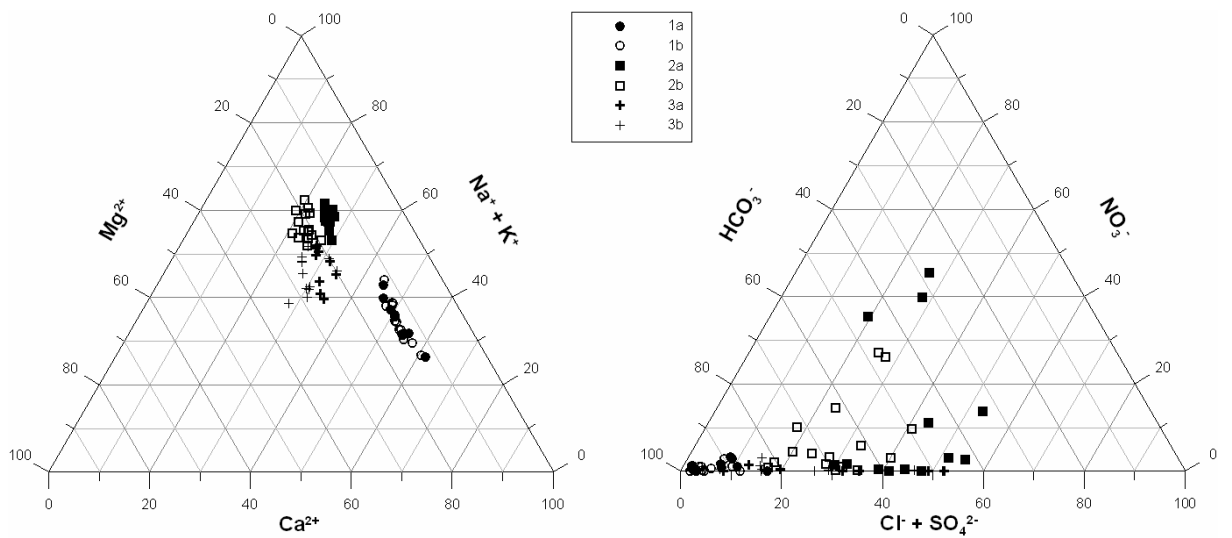 0 100
20 80
40 60
60 40
80 20
100 0
0 20 40 60 80 100
Mg²⁺
Na⁺ + K⁺
Ca²⁺
1a
1b
2a
2b
3a
3b
0 100
20 80
40 60
60 40
80 20
100 0
0 20 40 60 80 100
HCO₃⁻
NO₃⁻
Cl⁻ + SO₄²⁻